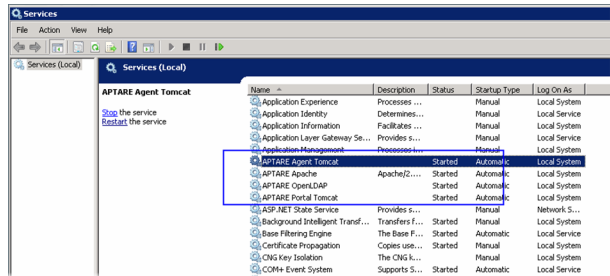 Services
File Action View Help
Services (Local)
Services (Local)
APTARE Agent Tomcat
Stop the service
Restart the service
Name Description Status Startup Type Log On As
Application Experience Processes ... Manual Local System
Application Identity Determines... Manual Local Service
Application Information Facilitates ... Manual Local System
Application Layer Gateway Se... Provides s... Manual Local Service
Application Management Processes i... Manual Local System
APTARE Agent Tomcat Started Automatic Local System
APTARE Apache Apache/2.... Started Automatic Local System
APTARE OpenLDAP Started Automatic Local System
APTARE Portal Tomcat Started Automatic Local System
ASP.NET State Service Provides s... Manual Network S...
Background Intelligent Transf... Transfers f... Started Manual Local System
Base Filtering Engine The Base F... Started Automatic Local Service
Certificate Propagation Copies use... Started Manual Local System
CNG Key Isolation The CNG k... Manual Local System
COM+ Event System Supports S... Started Automatic Local Service